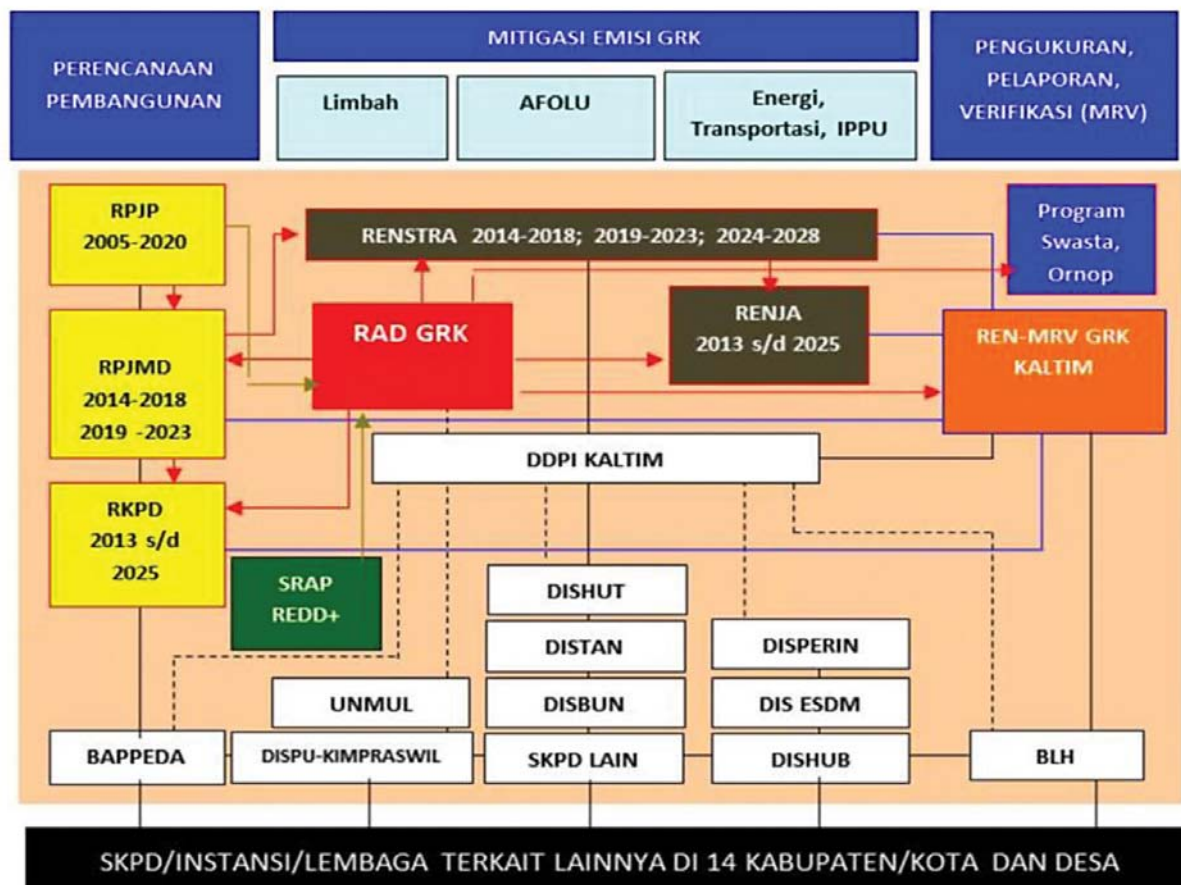 PERENCANAAN
PEMBANGUNAN
MITIGASI EMISI GRK
Limbah
AFOLU
Energi,
Transportasi, IPPU
PENGUKURAN,
PELAPORAN,
VERIFIKASI (MRV)
RPJP
2005-2020
RENSTRA 2014-2018; 2019-2023; 2024-2028
Program
Swasta,
Ornop
RPJMD
2014-2018
2019 -2023
RAD GRK
RENJA
2013 s/d 2025
REN-MRV GRK
KALTIM
DDPI KALTIM
RKPD
2013 s/d
2025
SRAP
REDD+
DISHUT
DISTAN
DISPERIN
UNMUL
DISBUN
DIS ESDM
BAPPEDA
DISPU-KIMPRASWIL
SKPD LAIN
DISHUB
BLH
SKPD/INSTANSI/LEMBAGA TERKAIT LAINNYA DI 14 KABUPATEN/KOTA DAN DESA